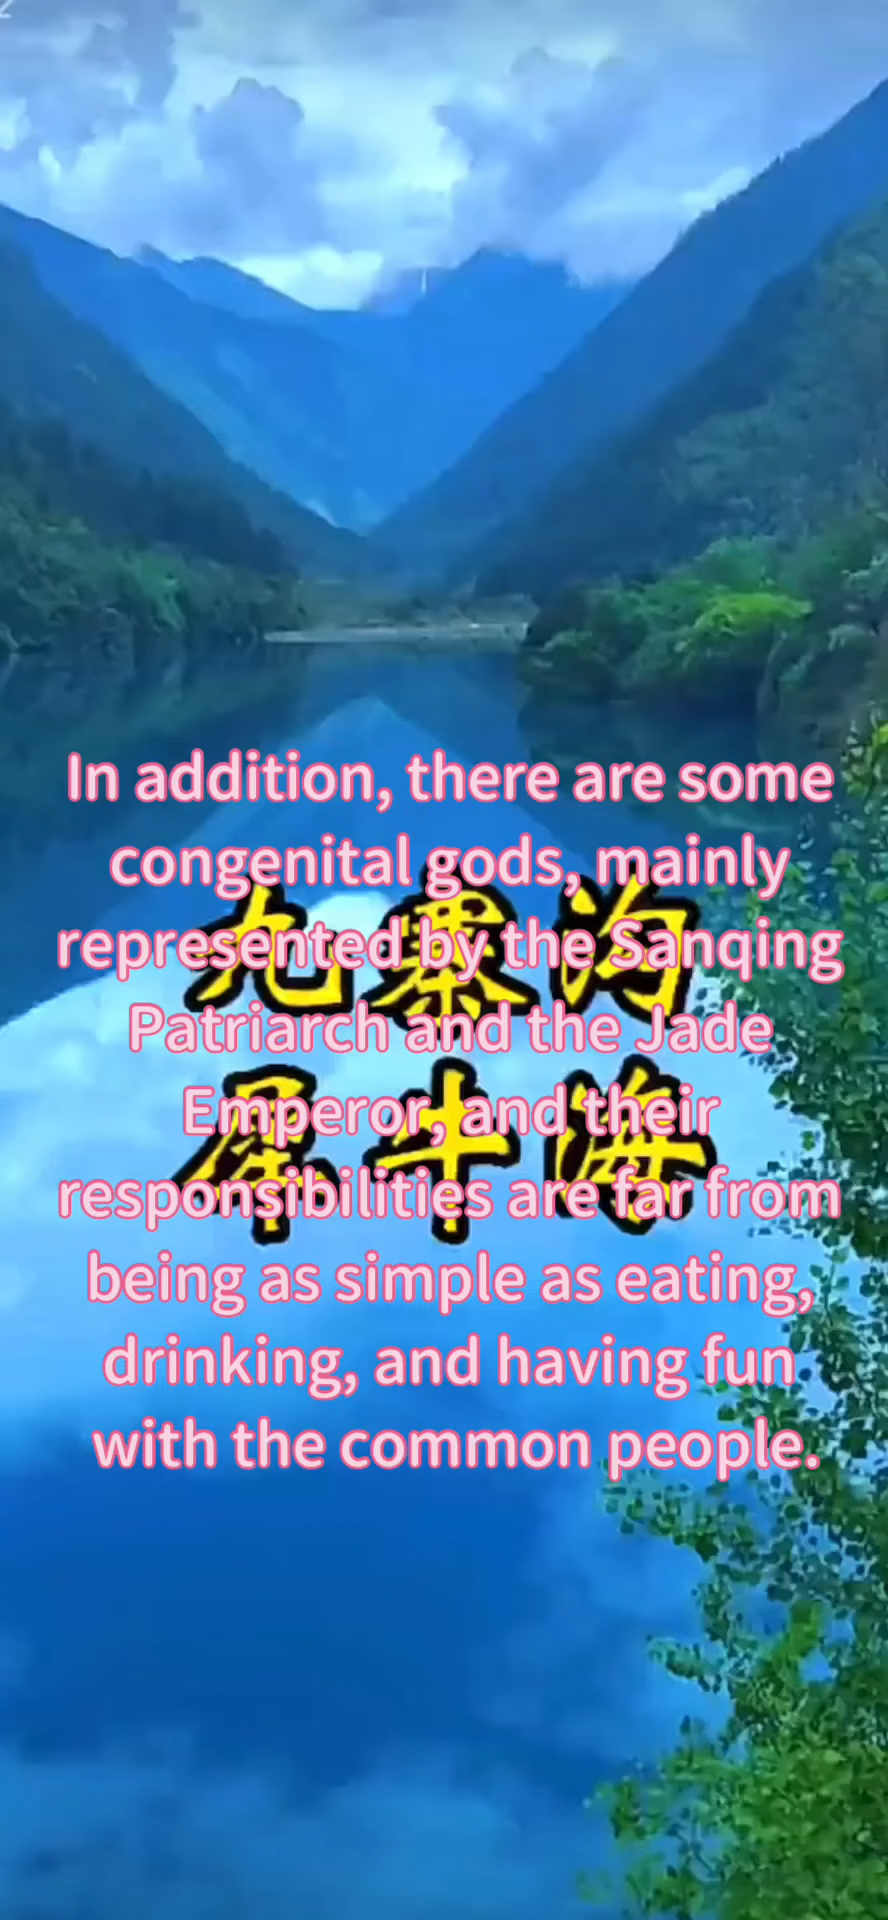 In addition, there are some
congenital gods, mainly
represented by the Sanqing
Patriarch and the Jade
Emperor, and their
responsibilities are far from
being as simple as eating,
drinking, and having fun
with the common people.
九寨沟
犀牛海